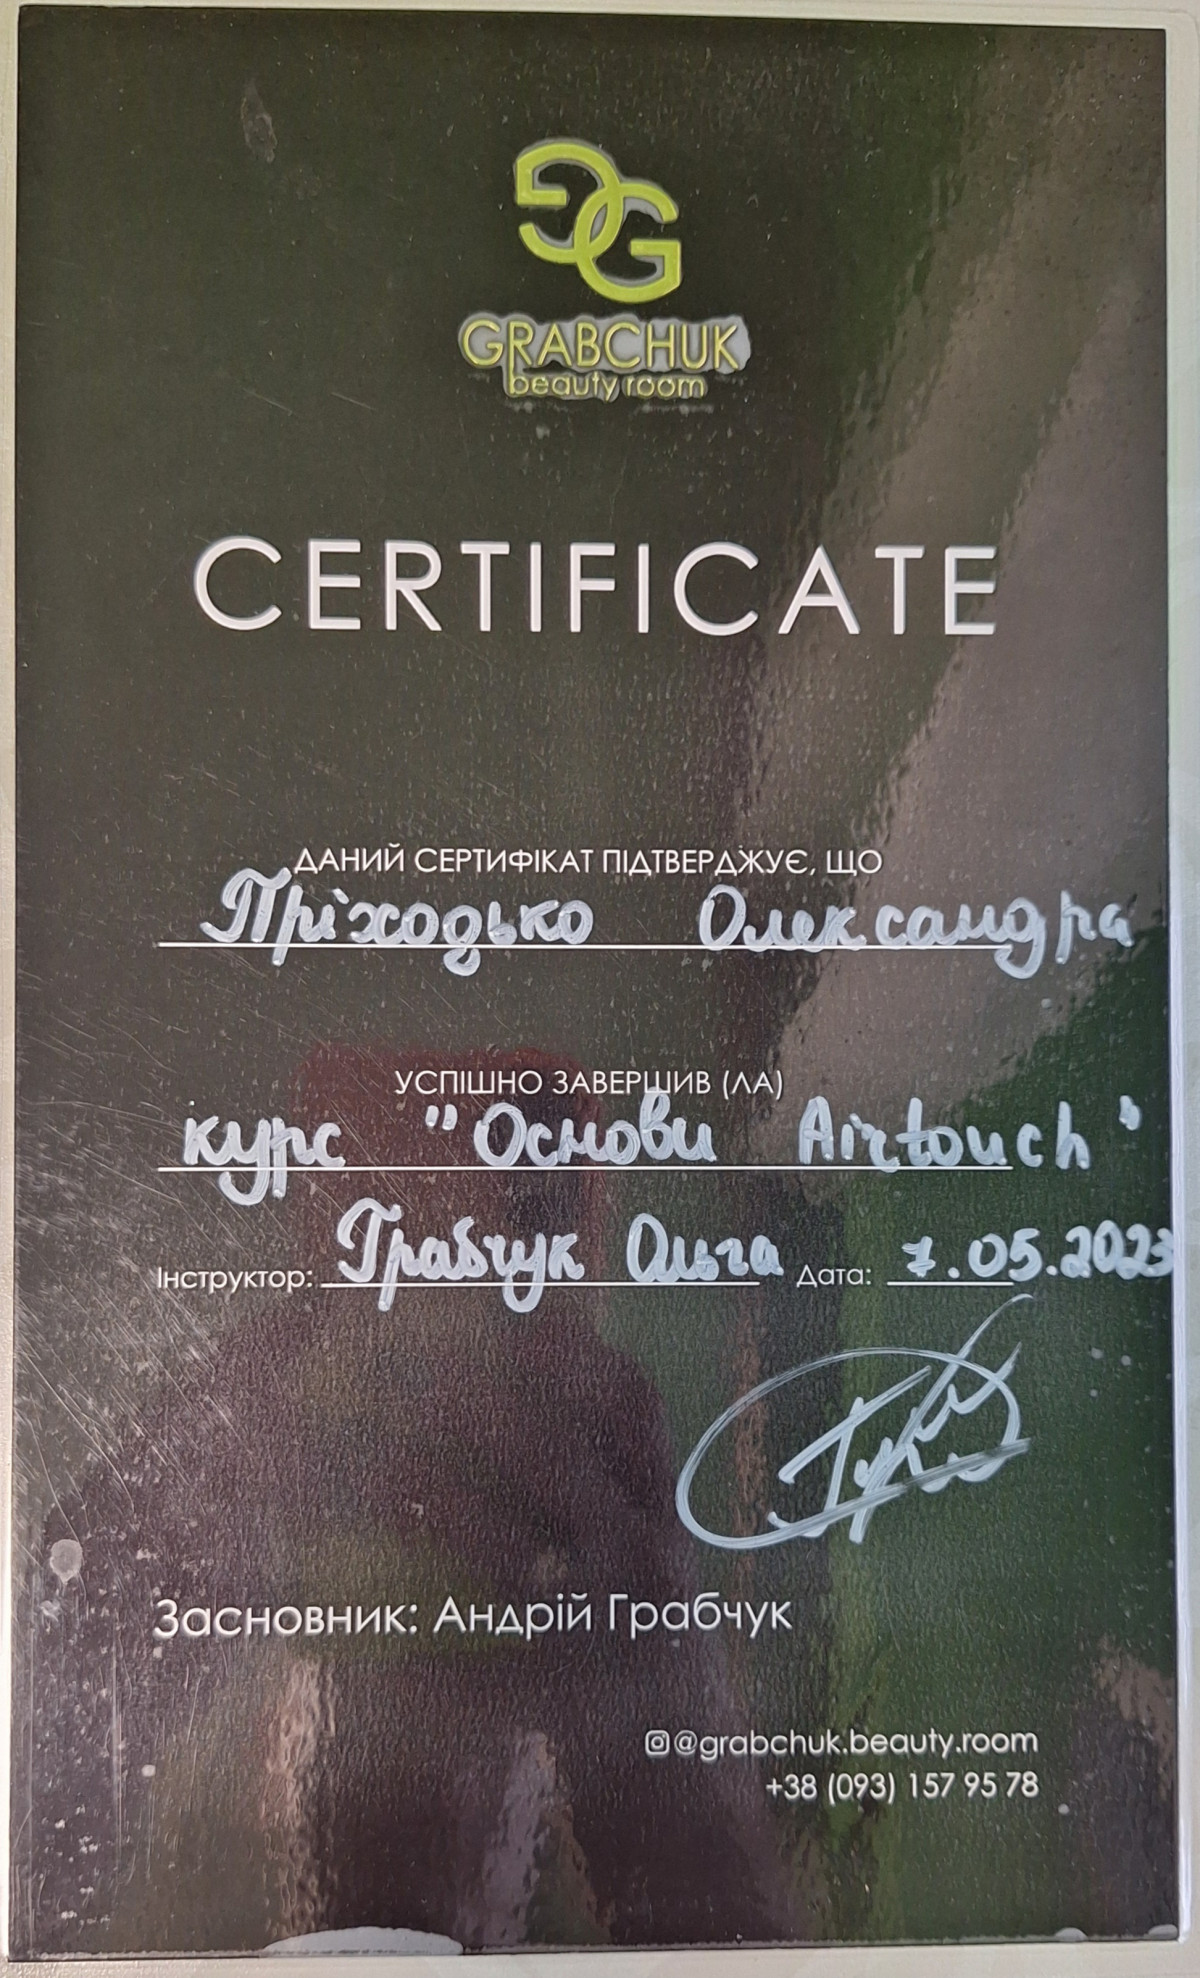 GRABCHUK
beauty room
CERTIFICATE
ДАНИЙ СЕРТИФІКАТ ПІДТВЕРДЖУЄ, ЩО
Пріходько Олександра
УСПІШНО ЗАВЕРШИВ (ЛА)
курс "Основи Airtouch"
Інструктор: Грабчук Ольга Дата: 7.05.2023
Засновник: Андрій Грабчук
@grabchuk.beauty.room
+38 (093) 157 95 78